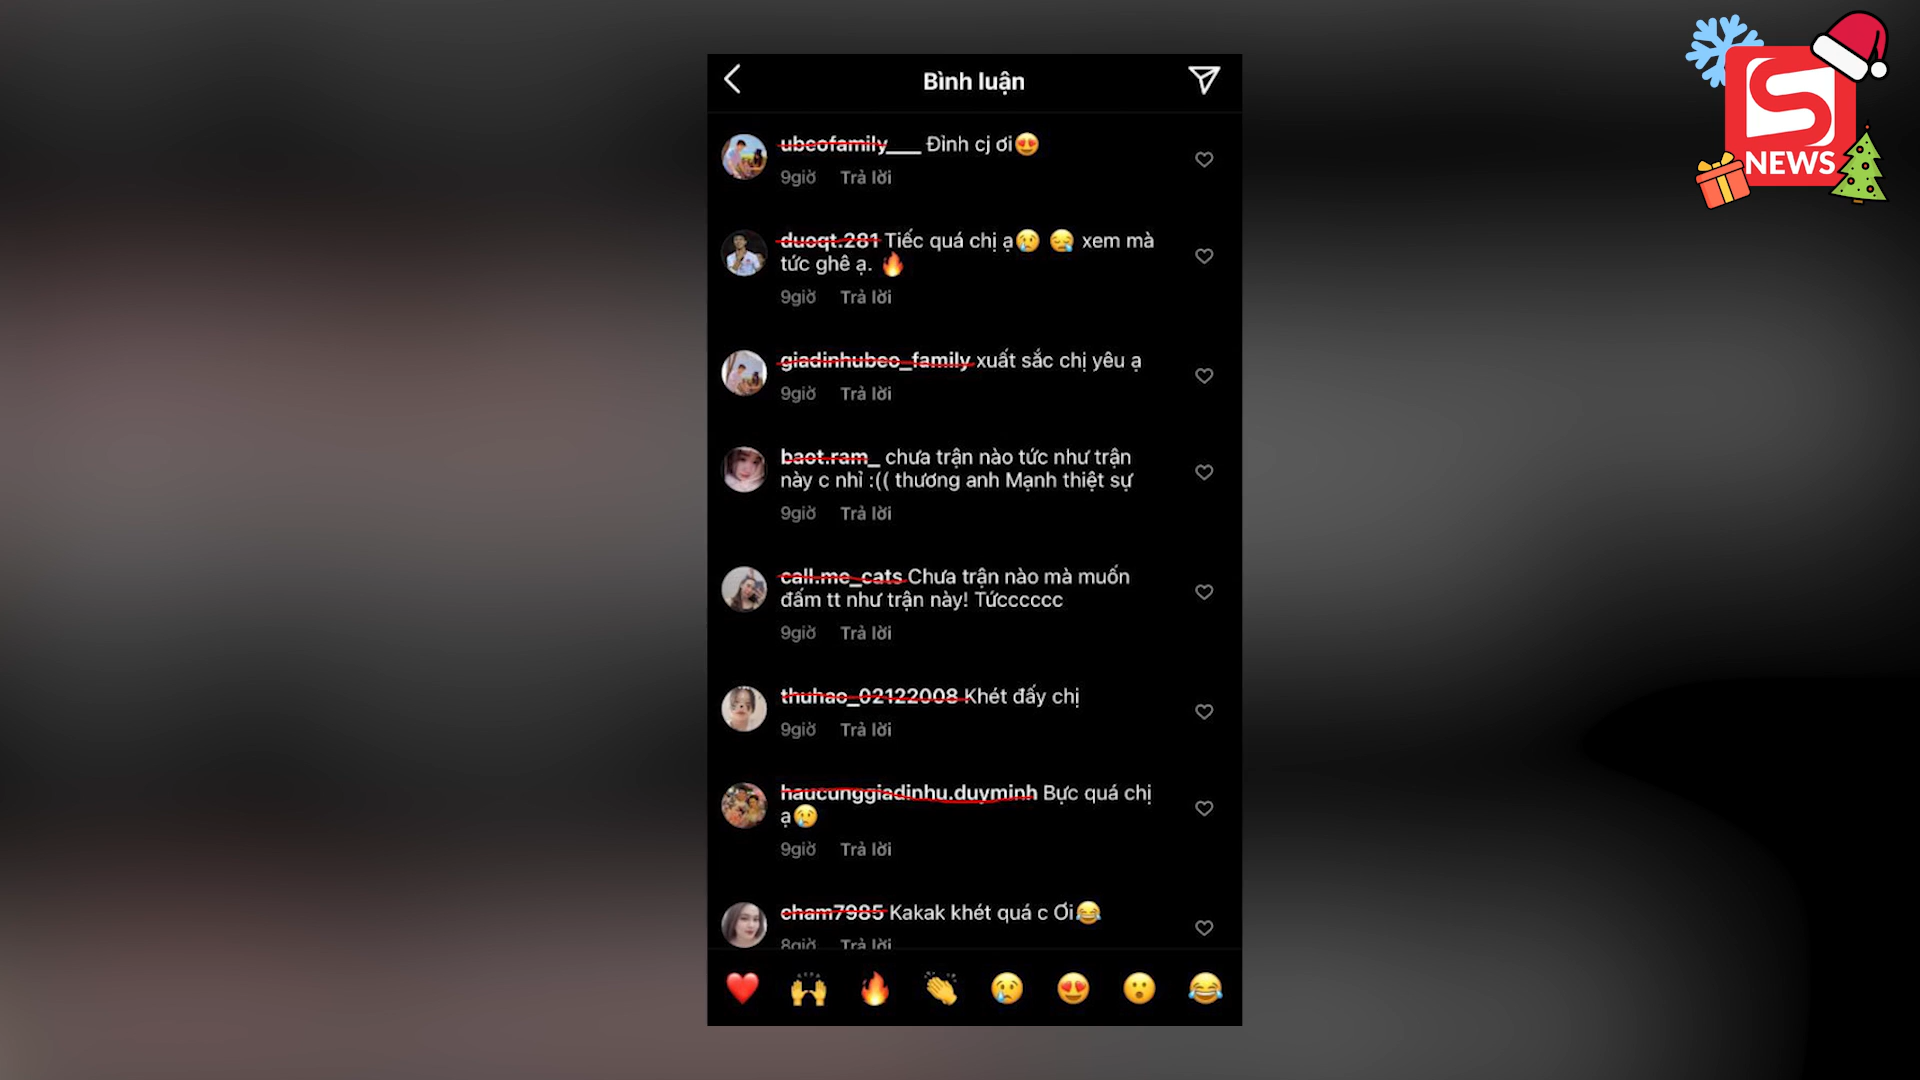 Bình luận
S
NEWS
ubeofamily___ Đỉnh cj ơi😍
9giờ Trả lời
duoqt.281 Tiếc quá chị ạ😢 😪 xem mà
tức ghê ạ. 🔥
9giờ Trả lời
giadinhubeo_family xuất sắc chị yêu ạ
9giờ Trả lời
baot.ram_ chưa trận nào tức như trận
này c nhỉ :(( thương anh Mạnh thiệt sự
9giờ Trả lời
call.me_cats Chưa trận nào mà muốn
đấm tt như trận này! Tứcccccc
9giờ Trả lời
thuhao_02122008 Khét đấy chị
9giờ Trả lời
haucunggiadinhu.duyminh Bực quá chị
ạ😢
9giờ Trả lời
cham7985 Kakak khét quá c Ơi😂
8giờ Trả lời